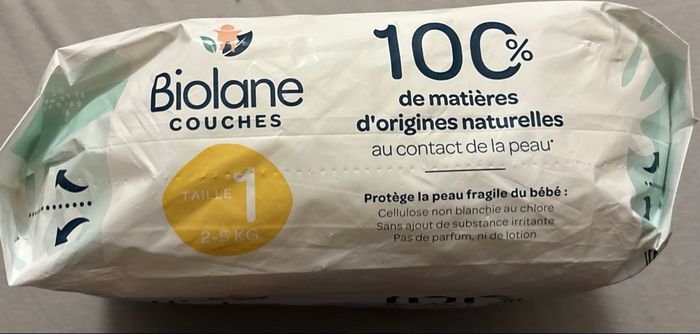 Biolane
COUCHES
TAILLE 1
2-5 KG
100%
de matières
d'origines naturelles
au contact de la peau*
Protège la peau fragile du bébé :
Cellulose non blanchie au chlore
Sans ajout de substance irritante
Pas de parfum, ni de lotion